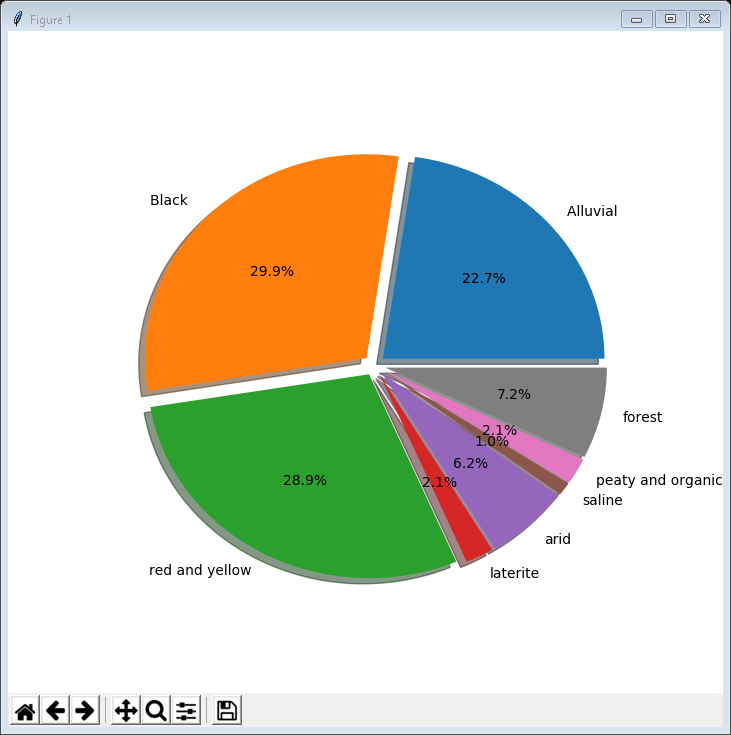 Figure 1
Black
Alluvial
29.9%
22.7%
7.2%
forest
2.1%
1.0%
6.2%
28.9%
2.1%
peaty and organic
saline
arid
red and yellow
laterite